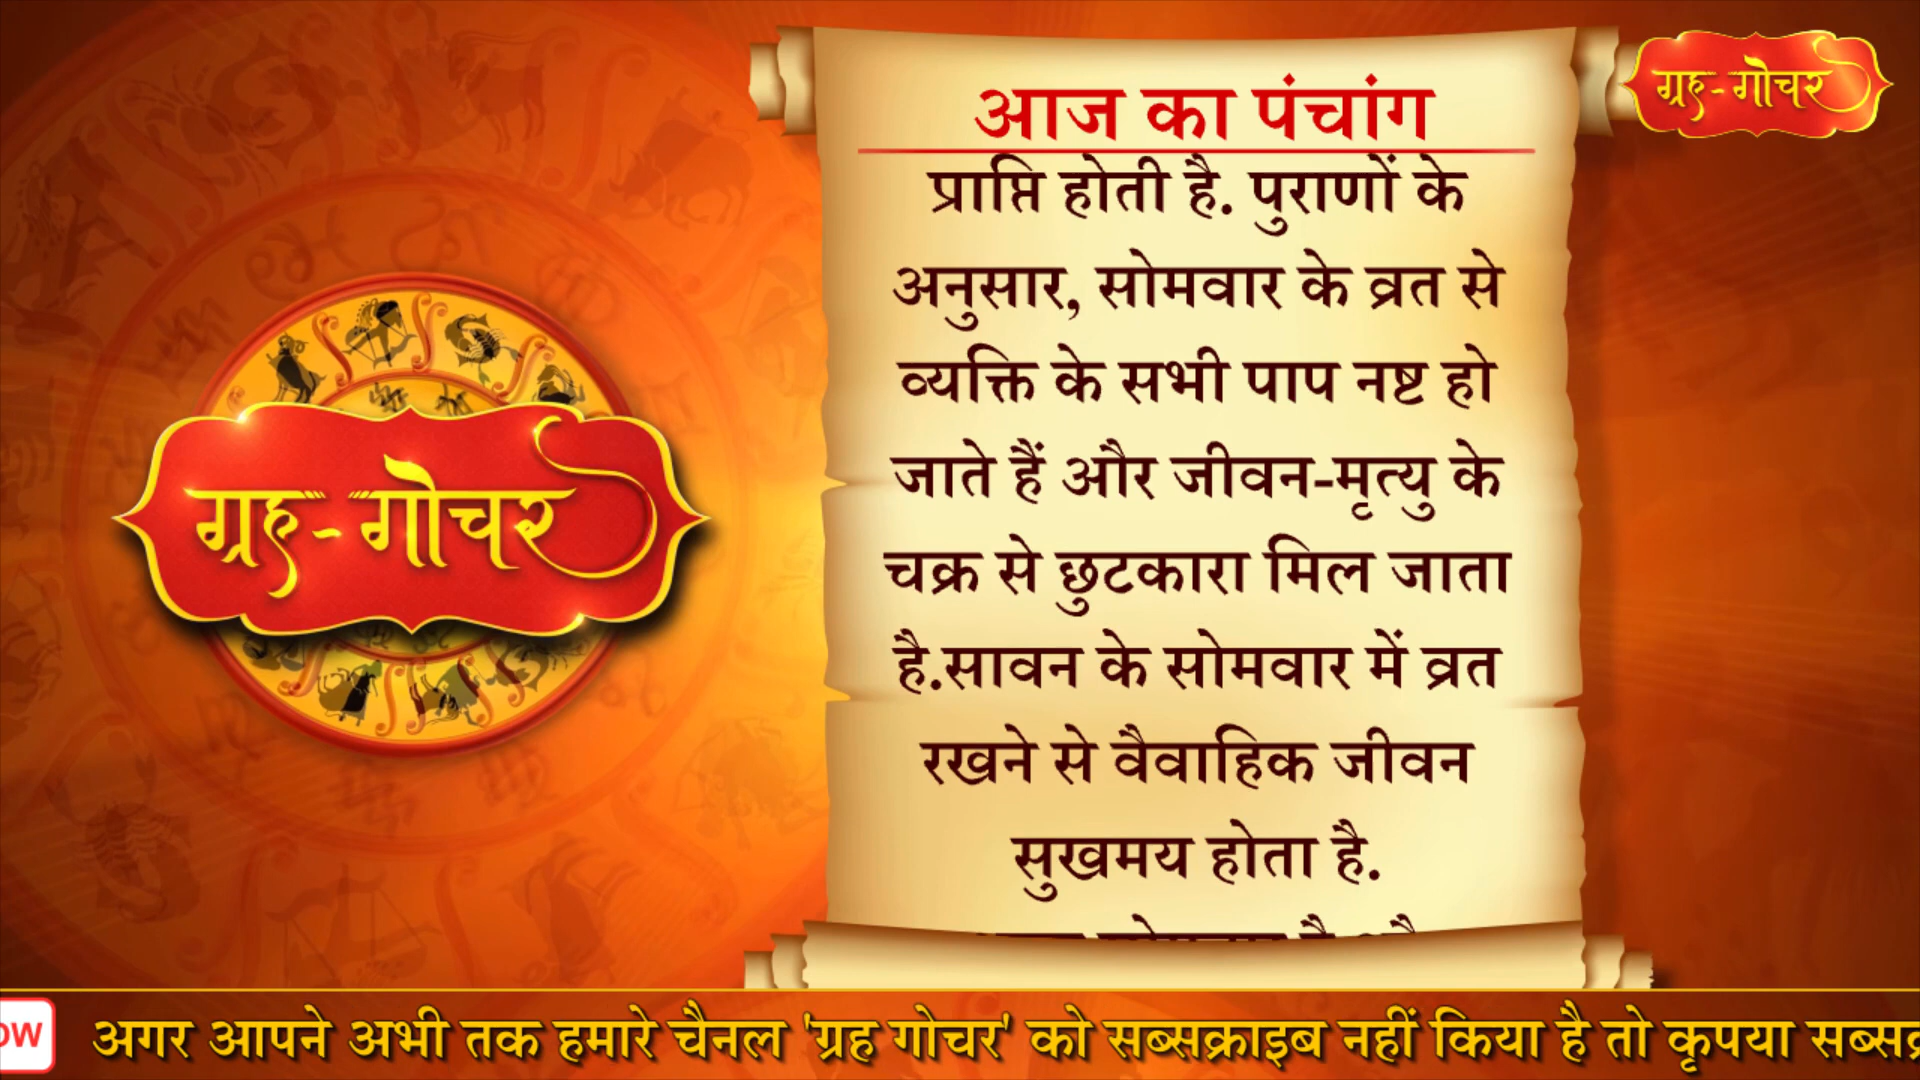 ग्रह-गोचर
आज का पंचांग
प्राप्ति होती है. पुराणों के
अनुसार, सोमवार के व्रत से
व्यक्ति के सभी पाप नष्ट हो
जाते हैं और जीवन-मृत्यु के
चक्र से छुटकारा मिल जाता
है.सावन के सोमवार में व्रत
रखने से वैवाहिक जीवन
सुखमय होता है.
ग्रह-गोचर
अगर आपने अभी तक हमारे चैनल 'ग्रह गोचर' को सब्सक्राइब नहीं किया है तो कृपया